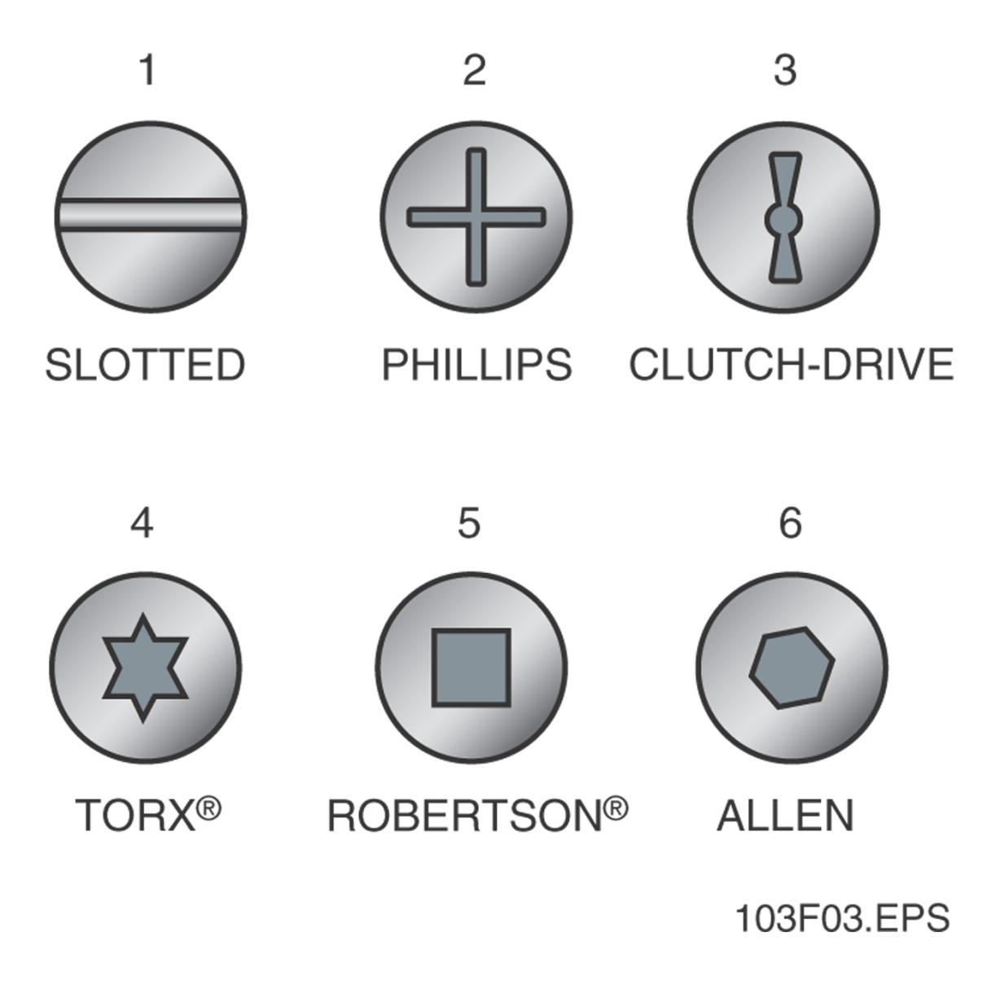 1 2 3
SLOTTED PHILLIPS CLUTCH-DRIVE
4 5 6
TORX® ROBERTSON® ALLEN
103F03.EPS